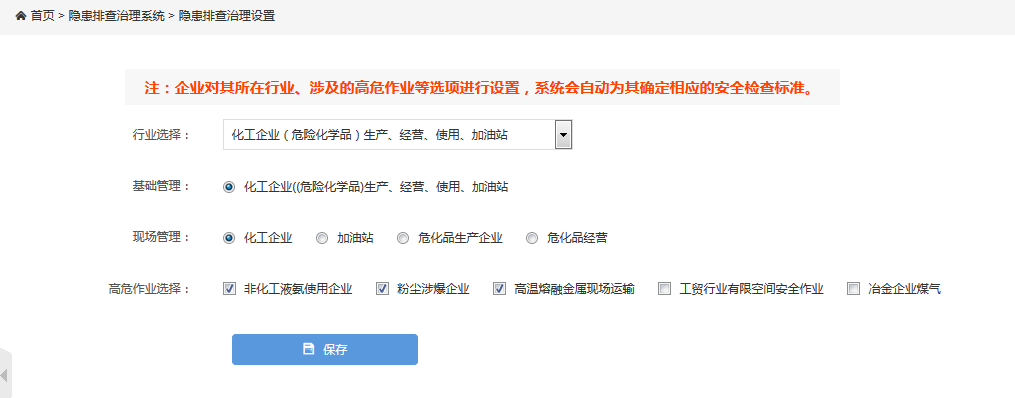 首页 > 隐患排查治理系统 > 隐患排查治理设置
注：企业对其所在行业、涉及的高危作业等选项进行设置，系统会自动为其确定相应的安全检查标准。
行业选择： 化工企业（危险化学品）生产、经营、使用、加油站
基础管理： 化工企业((危险化学品)生产、经营、使用、加油站
现场管理： 化工企业 加油站 危化品生产企业 危化品经营
高危作业选择： 非化工液氨使用企业 粉尘涉爆企业 高温熔融金属现场运输 工贸行业有限空间安全作业 冶金企业煤气
保存